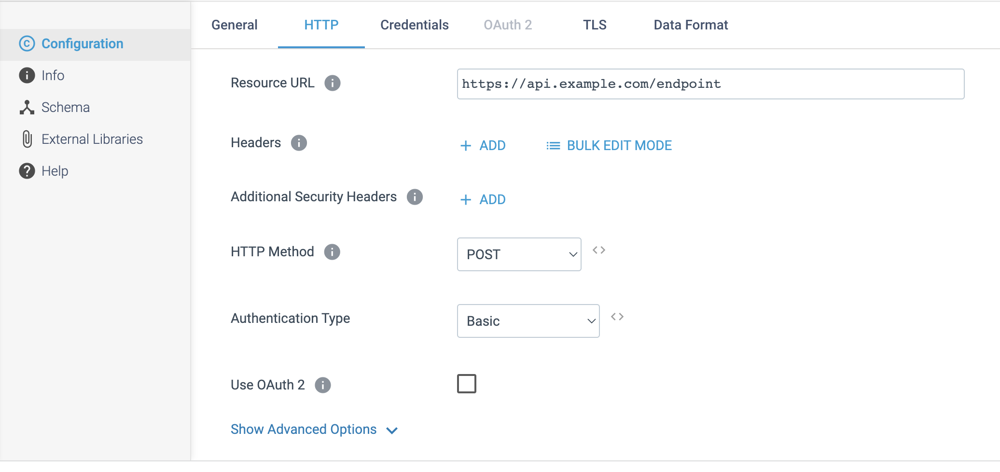 General HTTP Credentials OAuth 2 TLS Data Format
Configuration
Info
Schema
External Libraries
Help
Resource URL https://api.example.com/endpoint
Headers + ADD BULK EDIT MODE
Additional Security Headers + ADD
HTTP Method POST <>
Authentication Type Basic <>
Use OAuth 2
Show Advanced Options